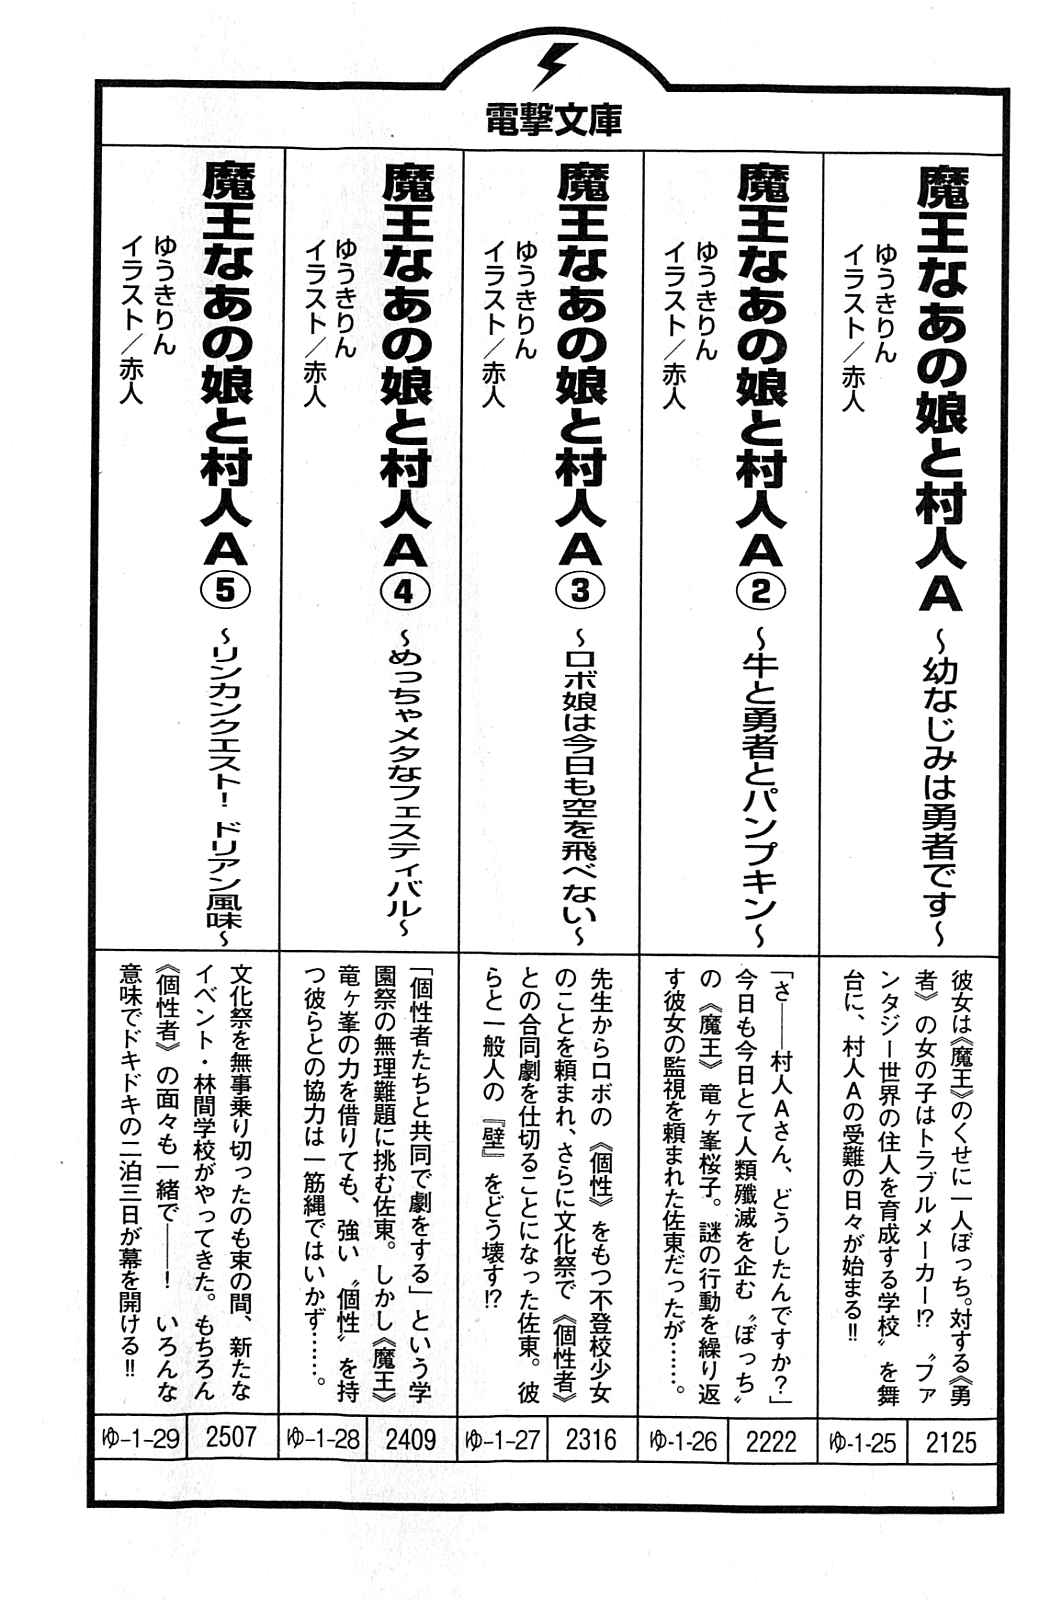 電撃文庫
魔王なあの娘と村人A
～幼なじみは勇者です～
ゆうきりん
イラスト／赤人
彼女は《魔王》のくせに一人ぼっち。対する《勇
者》の女の子はトラブルメーカー!? 〝ファ
ンタジー世界の住人を育成する学校〟を舞
台に、村人Aの受難の日々が始まる!!
ゆ-1-25
2125
魔王なあの娘と村人A②
～牛と勇者とパンプキン～
ゆうきりん
イラスト／赤人
「さ――村人Aさん、どうしたんですか？」
今日も今日とて人類殲滅を企む〝ぼっち〟
の《魔王》竜ヶ峯桜子。謎の行動を繰り返
す彼女の監視を頼まれた佐東だったが……。
ゆ-1-26
2222
魔王なあの娘と村人A③
～ロボ娘は今日も空を飛べない～
ゆうきりん
イラスト／赤人
先生からロボの《個性》をもつ不登校少女
のことを頼まれ、さらに文化祭で《個性者》
との合同劇を仕切ることになった佐東。彼
らと一般人の『壁』をどう壊す!?
ゆ-1-27
2316
魔王なあの娘と村人A④
～めっちゃメタなフェスティバル～
ゆうきりん
イラスト／赤人
「個性者たちと共同で劇をする」という学
園祭の無理難題に挑む佐東。しかし《魔王》
竜ヶ峯の力を借りても、強い〝個性〟を持
つ彼らとの協力は一筋縄ではいかず……。
ゆ-1-28
2409
魔王なあの娘と村人A⑤
～リンカンクエスト！ ドリアン風味～
ゆうきりん
イラスト／赤人
文化祭を無事乗り切ったのも束の間、新たな
イベント・林間学校がやってきた。もちろん
《個性者》の面々も一緒で――！ いろんな
意味でドキドキの二泊三日が幕を開ける!!
ゆ-1-29
2507